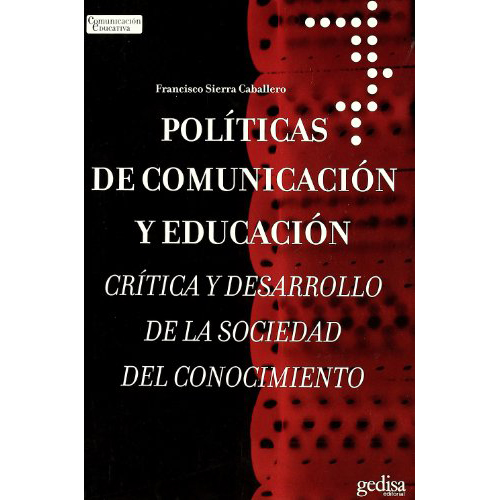 Comunicación
Educativa
Francisco Sierra Caballero
POLÍTICAS
DE COMUNICACIÓN
Y EDUCACIÓN
CRÍTICA Y DESARROLLO
DE LA SOCIEDAD
DEL CONOCIMIENTO
gedisa
editorial